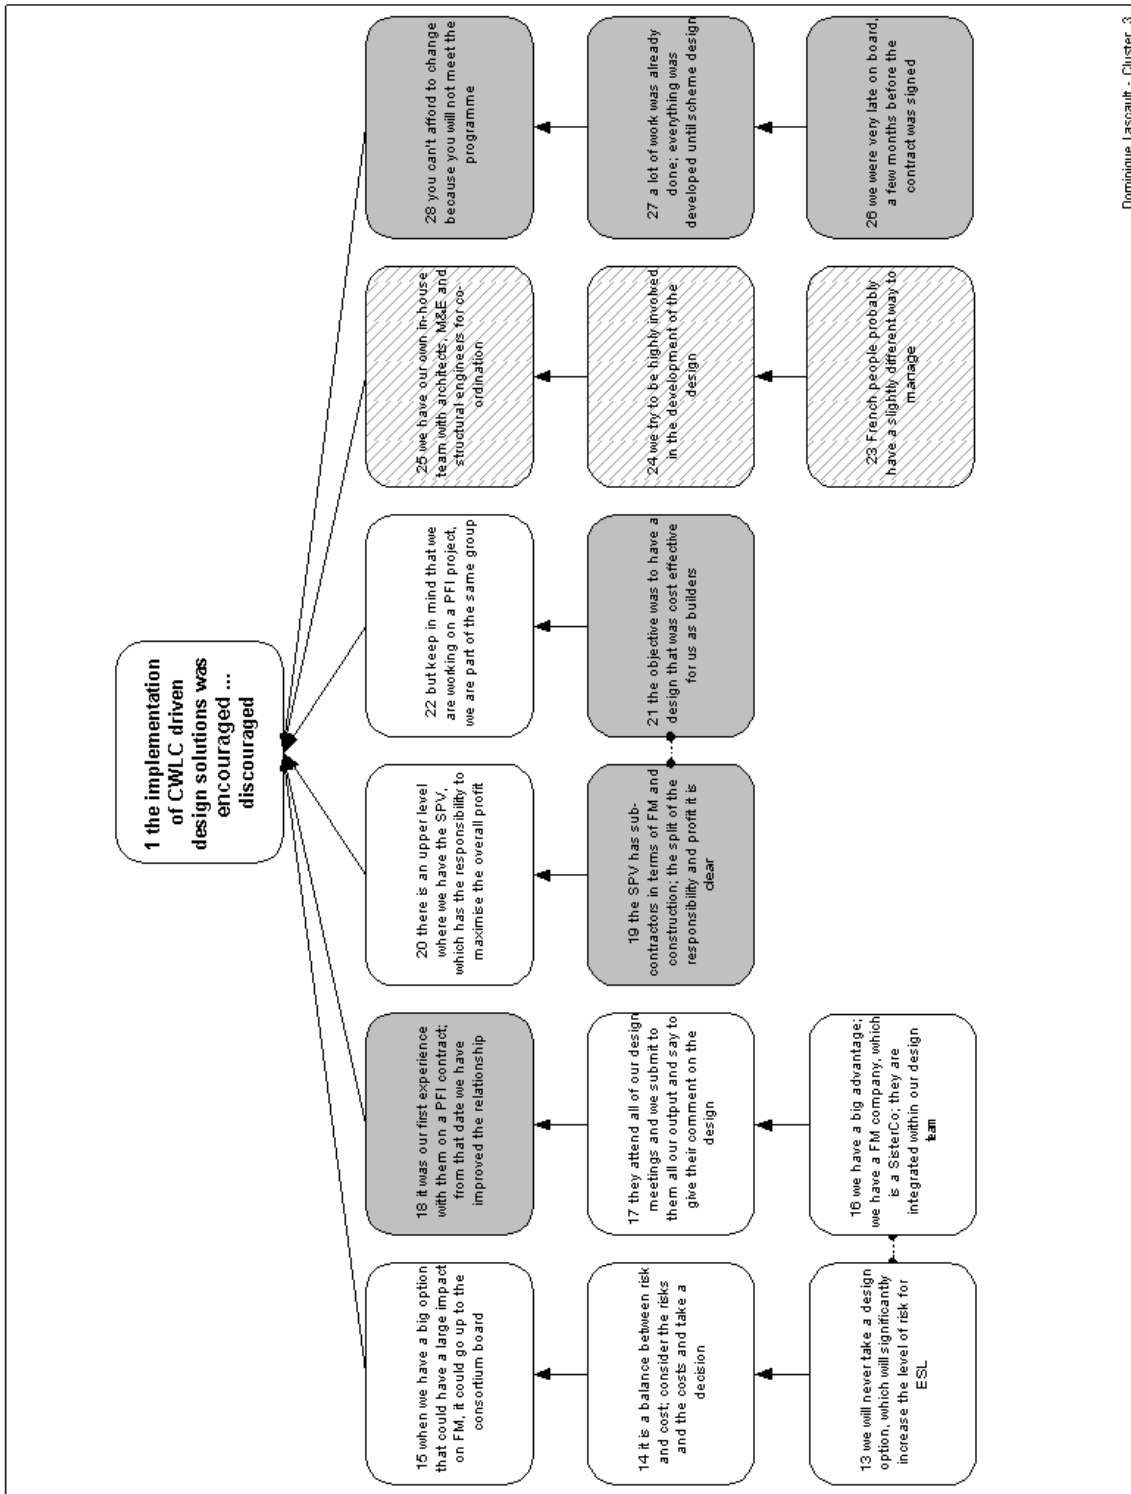 1 the implementation
of CWLC driven
design solutions was
encouraged ...
discouraged
15 when we have a big option
that could have a large impact
on FM, it could go up to the
consortium board
18 it was our first experience
with them on a PFI contract;
from that date we have
improved the relationship
20 there is an upper level
where we have the SPV,
which has the responsibility to
maximise the overall profit
22 but keep in mind that we
are working on a PFI project,
we are part of the same group
25 we have our own in-house
team with architects, M&E and
structural engineers for co-
ordination
28 you can't afford to change
because you will not meet the
programme
14 it is a balance between risk
and cost; consider the risks
and the costs and take a
decision
17 they attend all of our design
meetings and we submit to
them all our output and say to
give their comment on the
design
19 the SPV has sub-
contractors in terms of FM and
construction; the split of the
responsibility and profit it is
clear
21 the objective was to have a
design that was cost effective
for us as builders
24 we try to be highly involved
in the development of the
design
27 a lot of work was already
done; everything was
developed until scheme design
13 we will never take a design
option, which will significantly
increase the level of risk for
ESL
16 we have a big advantage;
we have a FM company, which
is a SisterCo; they are
integrated within our design
team
23 French people probably
have a slightly different way to
manage
26 we were very late on board,
a few months before the
contract was signed
Dominique Lascault - Cluster_3